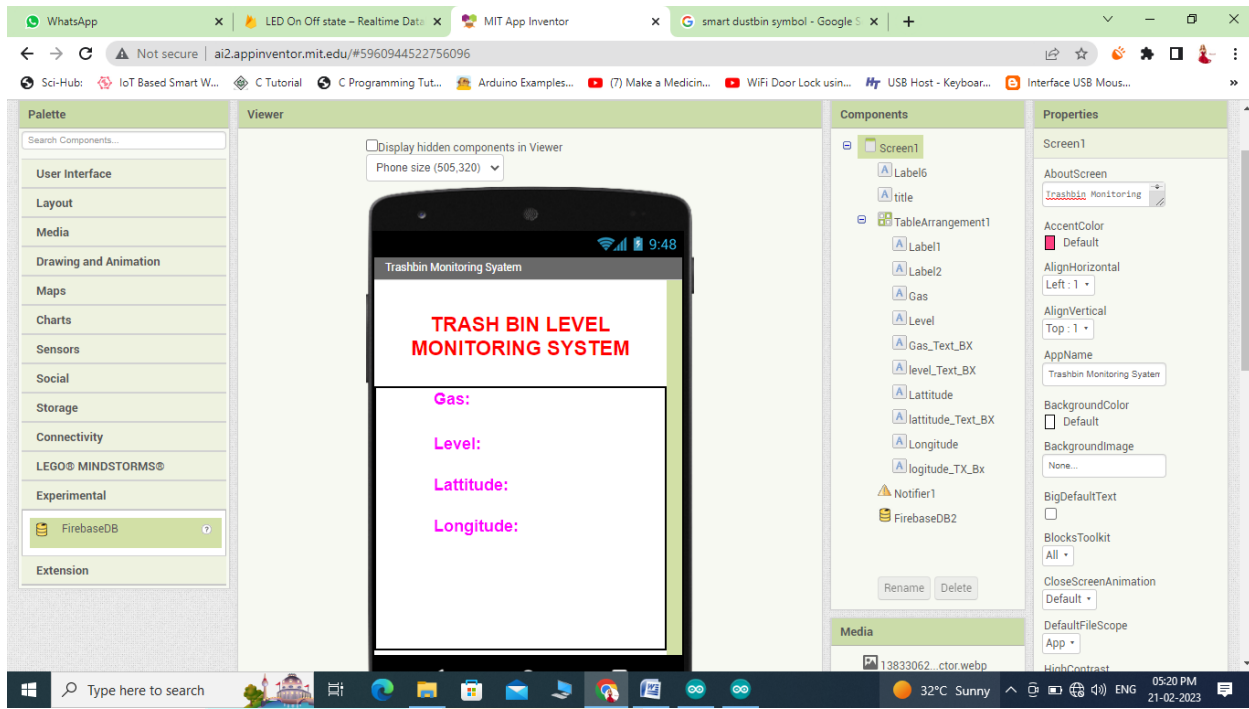 WhatsApp
LED On Off state – Realtime Data
MIT App Inventor
smart dustbin symbol - Google S
Not secure | ai2.appinventor.mit.edu/#5960944522756096
Sci-Hub: IoT Based Smart W... C Tutorial C Programming Tut... Arduino Examples... (7) Make a Medicin... WiFi Door Lock usin... USB Host - Keyboar... Interface USB Mous... »
Palette
Search Components...
User Interface
Layout
Media
Drawing and Animation
Maps
Charts
Sensors
Social
Storage
Connectivity
LEGO® MINDSTORMS®
Experimental
FirebaseDB ?
Extension
Viewer
Display hidden components in Viewer
Phone size (505,320)
9:48
Trashbin Monitoring Syatem
TRASH BIN LEVEL
MONITORING SYSTEM
Gas:
Level:
Lattitude:
Longitude:
Components
Screen1
Label6
title
TableArrangement1
Label1
Label2
Gas
Level
Gas_Text_BX
level_Text_BX
Lattitude
lattitude_Text_BX
Longitude
logitude_TX_Bx
Notifier1
FirebaseDB2
Rename Delete
Media
13833062...ctor.webp
Properties
Screen1
AboutScreen
Trashbin Monitoring
AccentColor
Default
AlignHorizontal
Left : 1
AlignVertical
Top : 1
AppName
Trashbin Monitoring Syatem
BackgroundColor
Default
BackgroundImage
None...
BigDefaultText
BlocksToolkit
All
CloseScreenAnimation
Default
DefaultFileScope
App
HighContrast
Type here to search
32°C Sunny
ENG
05:20 PM
21-02-2023